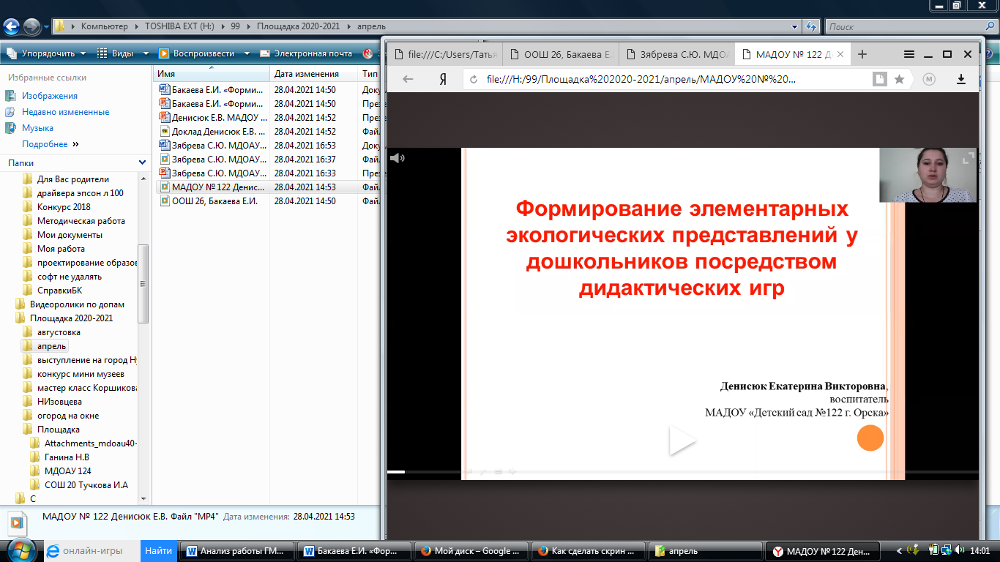 Компьютер ▸ TOSHIBA EXT (H:) ▸ 99 ▸ Площадка 2020-2021 ▸ апрель
Поиск
Упорядочить Виды Воспроизвести Электронная почта
Избранные ссылки
Изображения
Недавно измененные
Музыка
Подробнее »
Папки
Для Вас родители
драйвера эпсон л 100
Конкурс 2018
Методическая работа
Мои документы
Моя работа
проектирование образов
софт не удалять
СправкиБК
Видеоролики по допам
Площадка 2020-2021
августовка
апрель
выступление на город Ну
конкурс мини музеев
мастер класс Коршикова
НИзовцева
огород на окне
Площадка
Attachments_mdoau40-
Ганина Н.В
МДОАУ 124
СОШ 20 Тучкова И.А
С
Имя Дата изменения Тип
Бакаева Е.И. «Форми... 28.04.2021 14:50 Доку
Бакаева Е.И. «Форми... 28.04.2021 14:50 През
Денисюк Е.В. МАДОУ ... 28.04.2021 14:52 През
Доклад Денисюк Е.В. ... 28.04.2021 14:52 Файл
Зябрева С.Ю. МДОАУ... 28.04.2021 16:53 Доку
Зябрева С.Ю. МДОАУ... 28.04.2021 16:37 Файл
Зябрева С.Ю. МДОАУ... 28.04.2021 16:33 През
МАДОУ № 122 Денис... 28.04.2021 14:53 Файл
ООШ 26, Бакаева Е.И. 28.04.2021 14:50 Файл
file:///C:/Users/Татья
ООШ 26, Бакаева Е.
Зябрева С.Ю. МДОА
МАДОУ № 122 Д
Я
file:///H:/99/Площадка%202020-2021/апрель/МАДОУ%20№%20...
Формирование элементарных
экологических представлений у
дошкольников посредством
дидактических игр
Денисюк Екатерина Викторовна,
воспитатель
МАДОУ «Детский сад №122 г. Орска»
МАДОУ № 122 Денисюк Е.В. Файл "MP4" Дата изменения: 28.04.2021 14:53
онлайн-игры Найти
Анализ работы ГМ...
Бакаева Е.И. «Фор...
Мой диск – Google ...
Как сделать скрин ...
апрель
МАДОУ № 122 Ден...
14:01